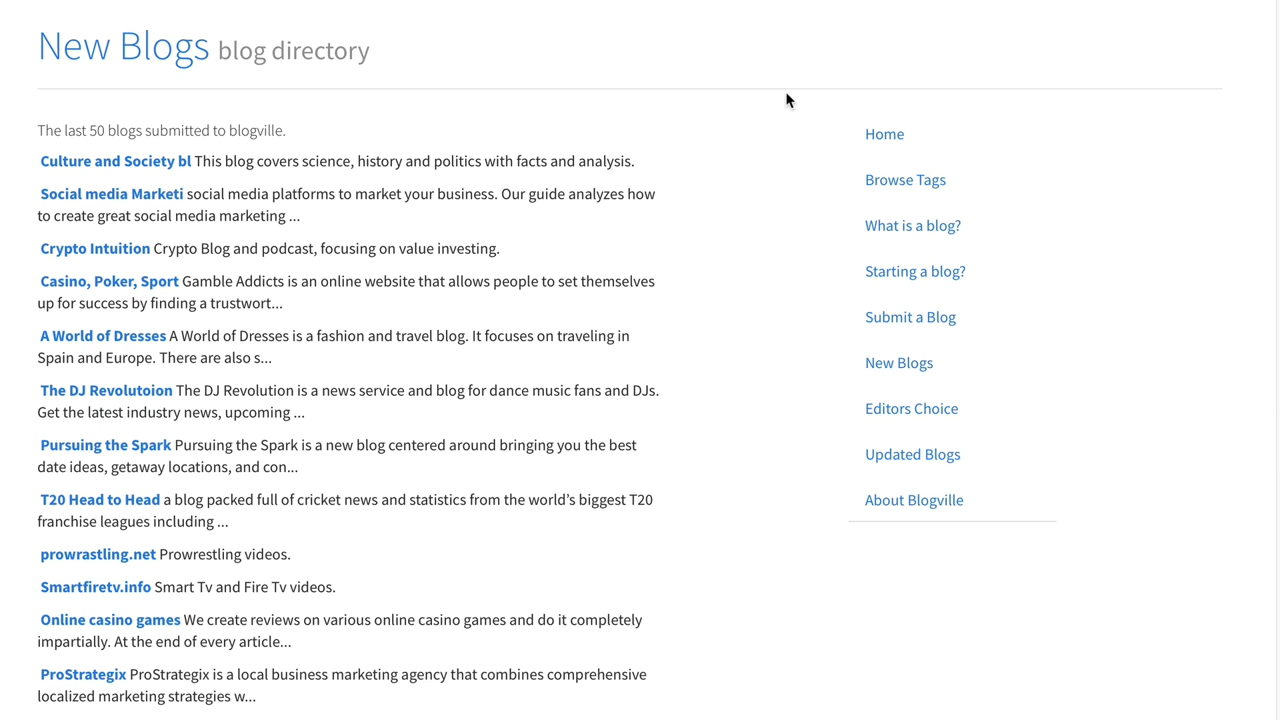 New Blogs blog directory
The last 50 blogs submitted to blogville.
Culture and Society bl This blog covers science, history and politics with facts and analysis.
Social media Marketi social media platforms to market your business. Our guide analyzes how
to create great social media marketing ...
Crypto Intuition Crypto Blog and podcast, focusing on value investing.
Casino, Poker, Sport Gamble Addicts is an online website that allows people to set themselves
up for success by finding a trustwort...
A World of Dresses A World of Dresses is a fashion and travel blog. It focuses on traveling in
Spain and Europe. There are also s...
The DJ Revolutoion The DJ Revolution is a news service and blog for dance music fans and DJs.
Get the latest industry news, upcoming ...
Pursuing the Spark Pursuing the Spark is a new blog centered around bringing you the best
date ideas, getaway locations, and con...
T20 Head to Head a blog packed full of cricket news and statistics from the world’s biggest T20
franchise leagues including ...
prowrastling.net Prowrestling videos.
Smartfiretv.info Smart Tv and Fire Tv videos.
Online casino games We create reviews on various online casino games and do it completely
impartially. At the end of every article...
ProStrategix ProStrategix is a local business marketing agency that combines comprehensive
localized marketing strategies w...
Home
Browse Tags
What is a blog?
Starting a blog?
Submit a Blog
New Blogs
Editors Choice
Updated Blogs
About Blogville